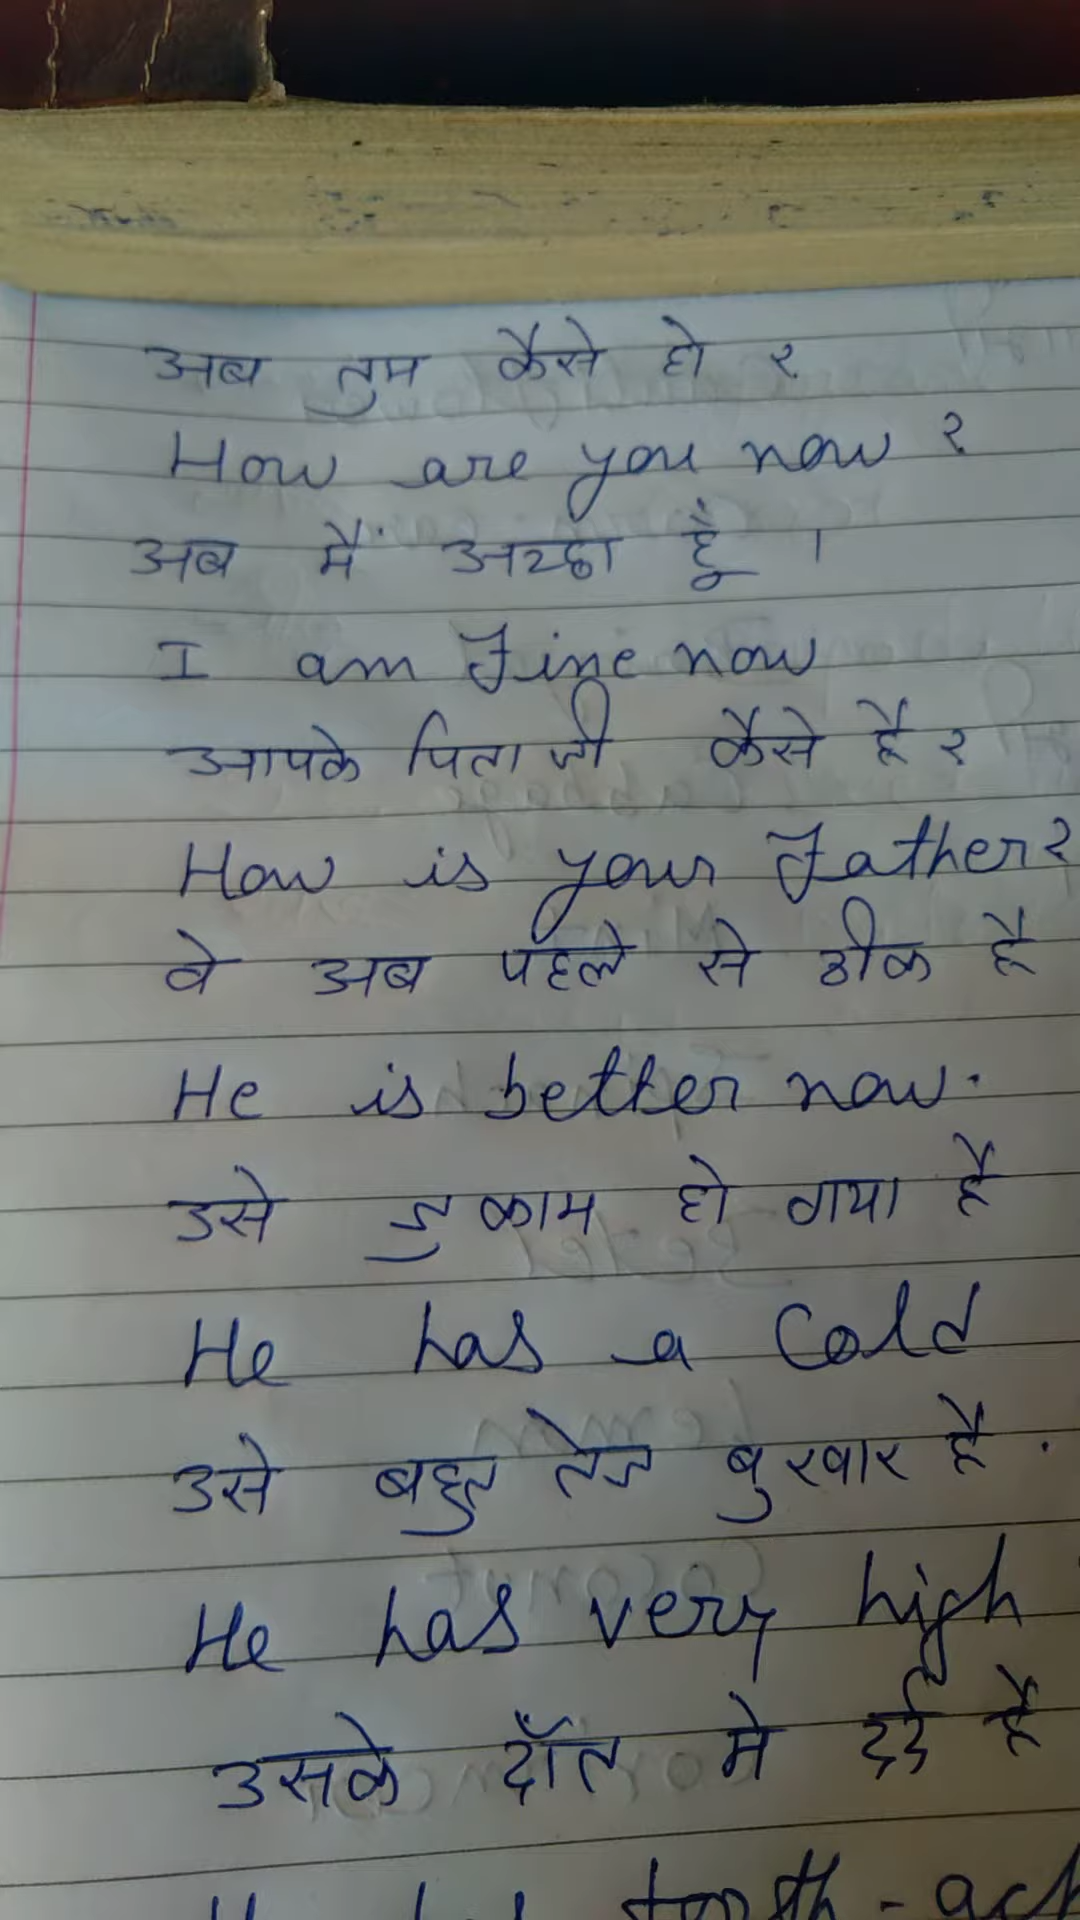 अब तुम कैसे हो ?
How are you now ?
अब मैं अच्छा हूँ ।
I am Fine now
आपके पिता जी कैसे है ?
How is your Father?
वे अब पहले से ठीक है
He is better now.
उसे जुकाम हो गया है
He has a Cold
उसे बहुत तेज बुखार है .
He has very high
उसके दाँत मे दर्द है